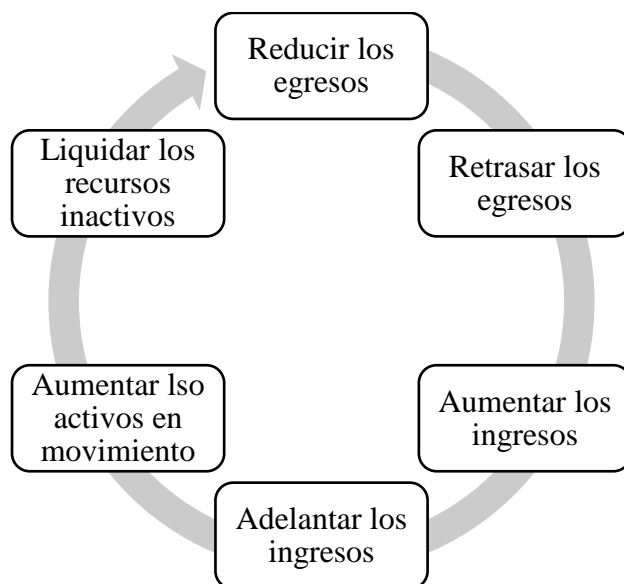 Reducir los
egresos
Retrasar los
egresos
Aumentar los
ingresos
Adelantar los
ingresos
Aumentar lso
activos en
movimiento
Liquidar los
recursos
inactivos